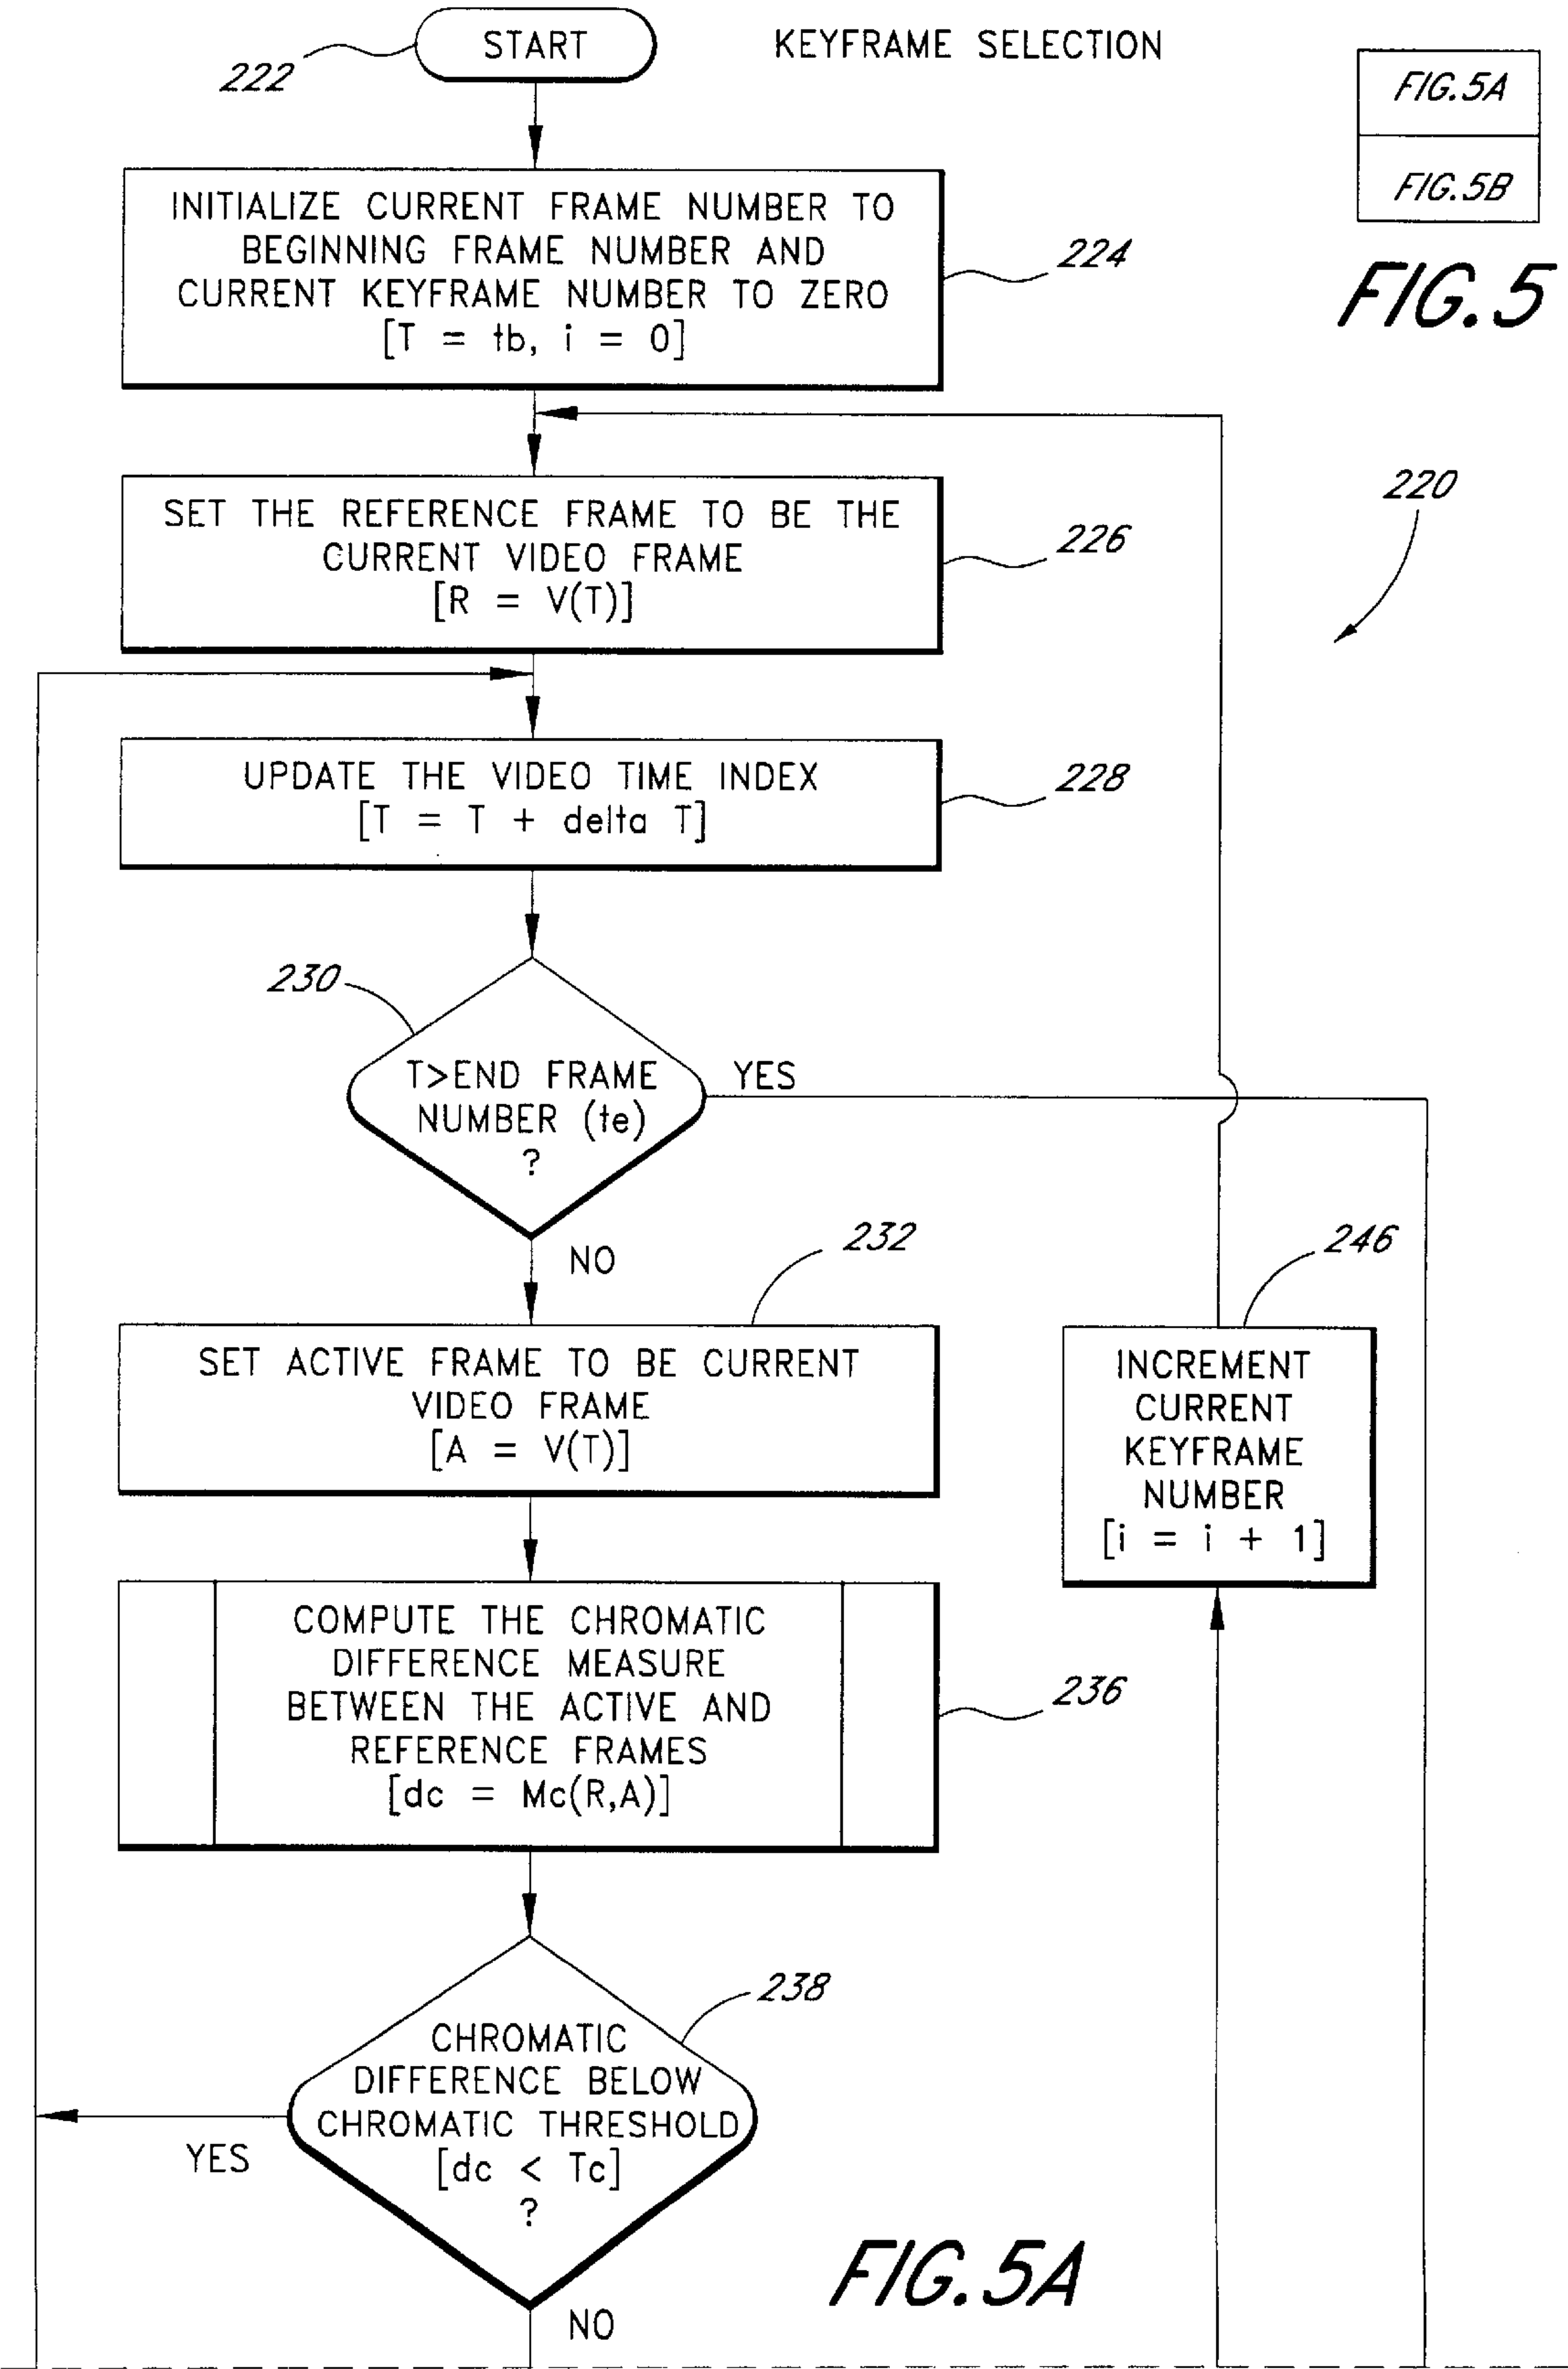 START
KEYFRAME SELECTION
222
FIG.5A
FIG.5B
FIG.5
INITIALIZE CURRENT FRAME NUMBER TO
BEGINNING FRAME NUMBER AND
CURRENT KEYFRAME NUMBER TO ZERO
[T = tb, i = 0]
224
220
SET THE REFERENCE FRAME TO BE THE
CURRENT VIDEO FRAME
[R = V(T)]
226
UPDATE THE VIDEO TIME INDEX
[T = T + delta T]
228
230
T>END FRAME
NUMBER (te)
?
YES
NO
232
SET ACTIVE FRAME TO BE CURRENT
VIDEO FRAME
[A = V(T)]
246
INCREMENT
CURRENT
KEYFRAME
NUMBER
[i = i + 1]
COMPUTE THE CHROMATIC
DIFFERENCE MEASURE
BETWEEN THE ACTIVE AND
REFERENCE FRAMES
[dc = Mc(R,A)]
236
238
CHROMATIC
DIFFERENCE BELOW
CHROMATIC THRESHOLD
[dc < Tc]
?
YES
NO
FIG.5A